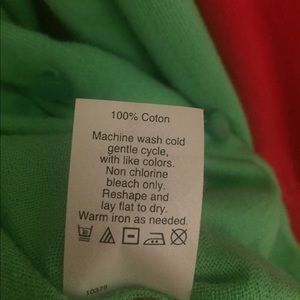 100% Coton
Machine wash cold
gentle cycle,
with like colors.
Non chlorine
bleach only.
Reshape and
lay flat to dry.
Warm iron as needed.
10379